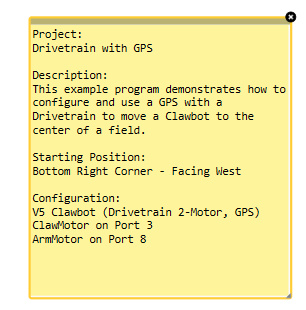 Project:
Drivetrain with GPS
Description:
This example program demonstrates how to
configure and use a GPS with a
Drivetrain to move a Clawbot to the
center of a field.
Starting Position:
Bottom Right Corner - Facing West
Configuration:
V5 Clawbot (Drivetrain 2-Motor, GPS)
ClawMotor on Port 3
ArmMotor on Port 8